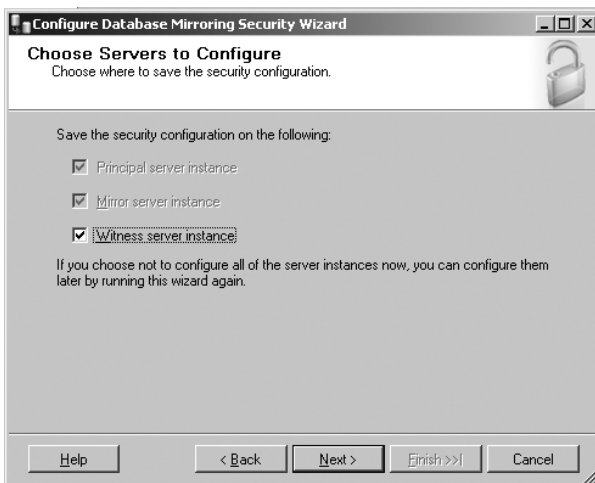 Configure Database Mirroring Security Wizard
Choose Servers to Configure
Choose where to save the security configuration.
Save the security configuration on the following:
Principal server instance
Mirror server instance
Witness server instance
If you choose not to configure all of the server instances now, you can configure them
later by running this wizard again.
Help < Back Next > Finish >>| Cancel